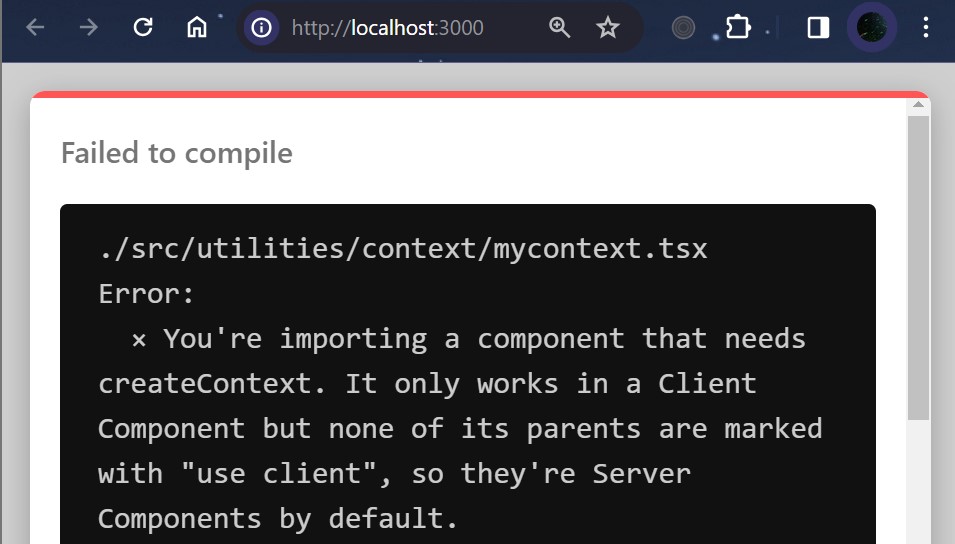 http://localhost:3000
Failed to compile
./src/utilities/context/mycontext.tsx
Error:
× You're importing a component that needs
createContext. It only works in a Client
Component but none of its parents are marked
with "use client", so they're Server
Components by default.